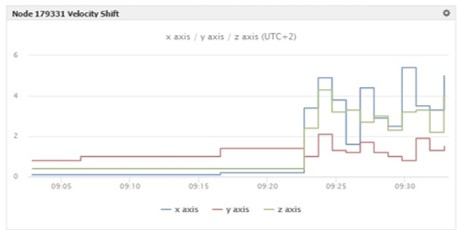 Node 179331 Velocity Shift
x axis / y axis / z axis (UTC+2)
6
4
2
0
09:05 09:10 09:15 09:20 09:25 09:30
x axis y axis z axis